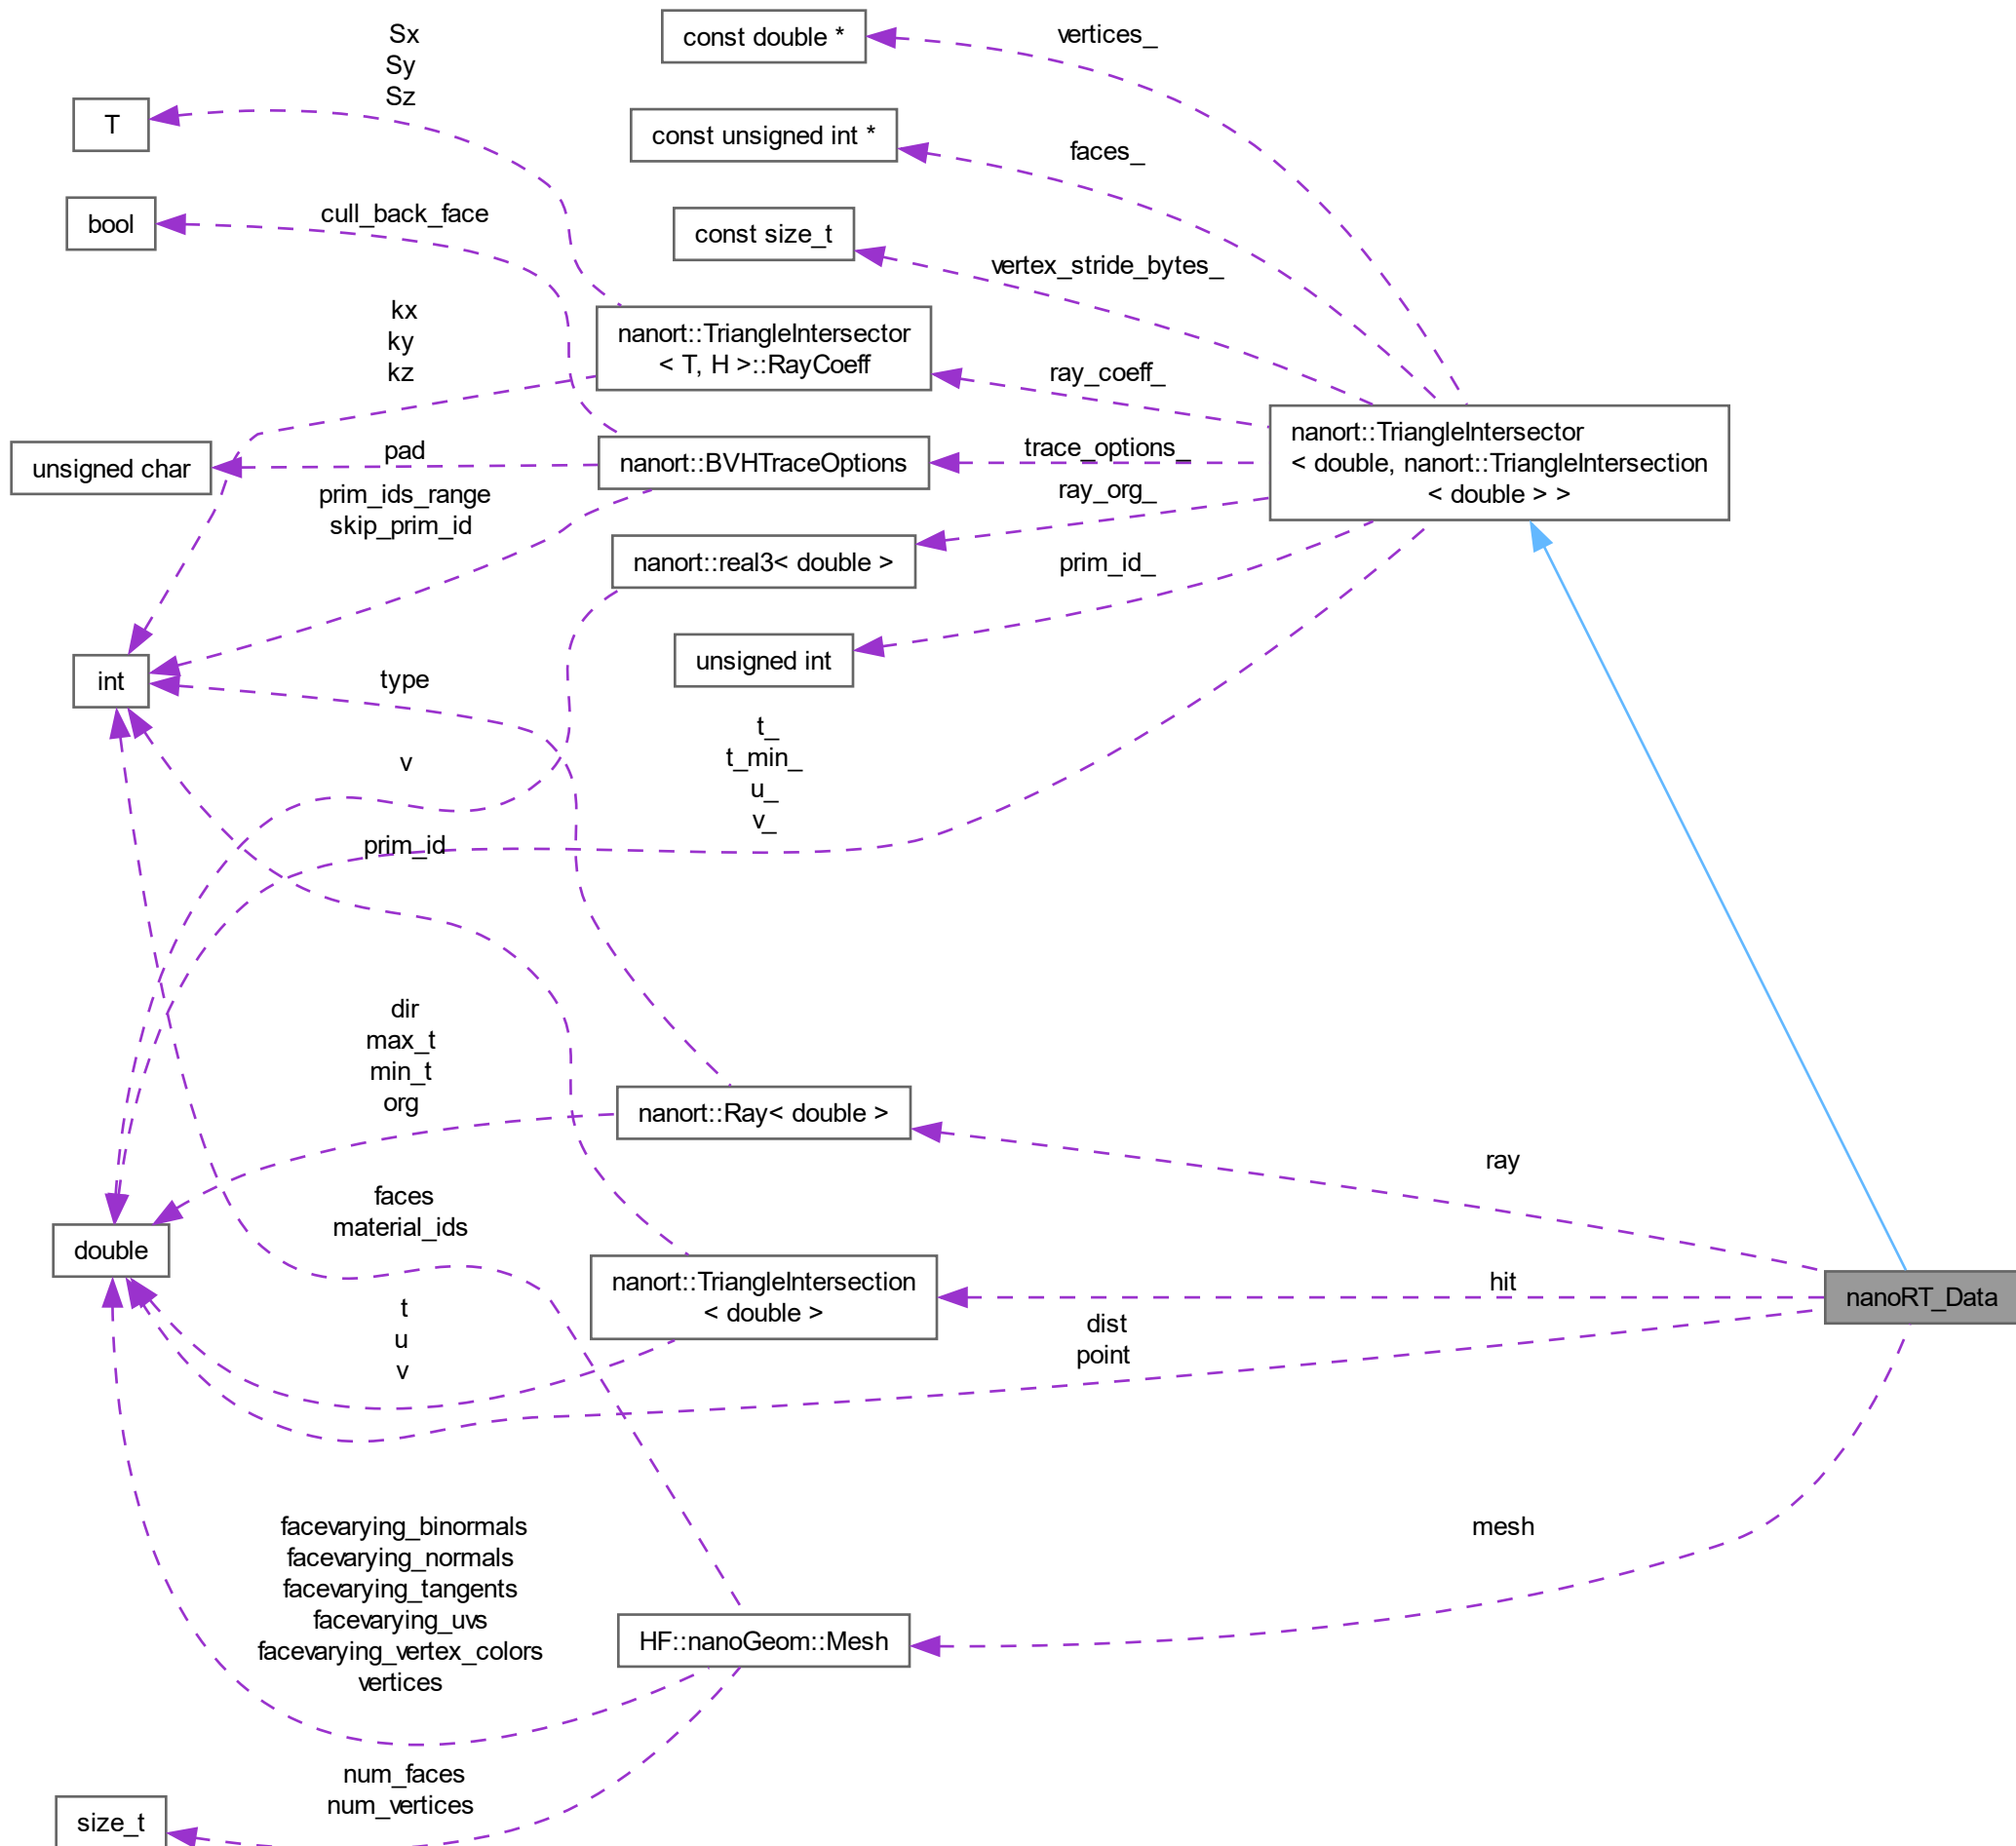 Sx
Sy
Sz
const double *
vertices_
T
const unsigned int *
faces_
bool
cull_back_face
const size_t
vertex_stride_bytes_
kx
ky
kz
nanort::TriangleIntersector
< T, H >::RayCoeff
ray_coeff_
unsigned char
pad
nanort::BVHTraceOptions
trace_options_
nanort::TriangleIntersector
< double, nanort::TriangleIntersection
< double > >
prim_ids_range
skip_prim_id
ray_org_
nanort::real3< double >
prim_id_
int
type
unsigned int
v
t_
t_min_
u_
v_
prim_id
dir
max_t
min_t
org
nanort::Ray< double >
ray
faces
material_ids
double
nanort::TriangleIntersection
< double >
hit
nanoRT_Data
t
u
v
dist
point
facevarying_binormals
facevarying_normals
facevarying_tangents
facevarying_uvs
facevarying_vertex_colors
vertices
mesh
HF::nanoGeom::Mesh
num_faces
num_vertices
size_t